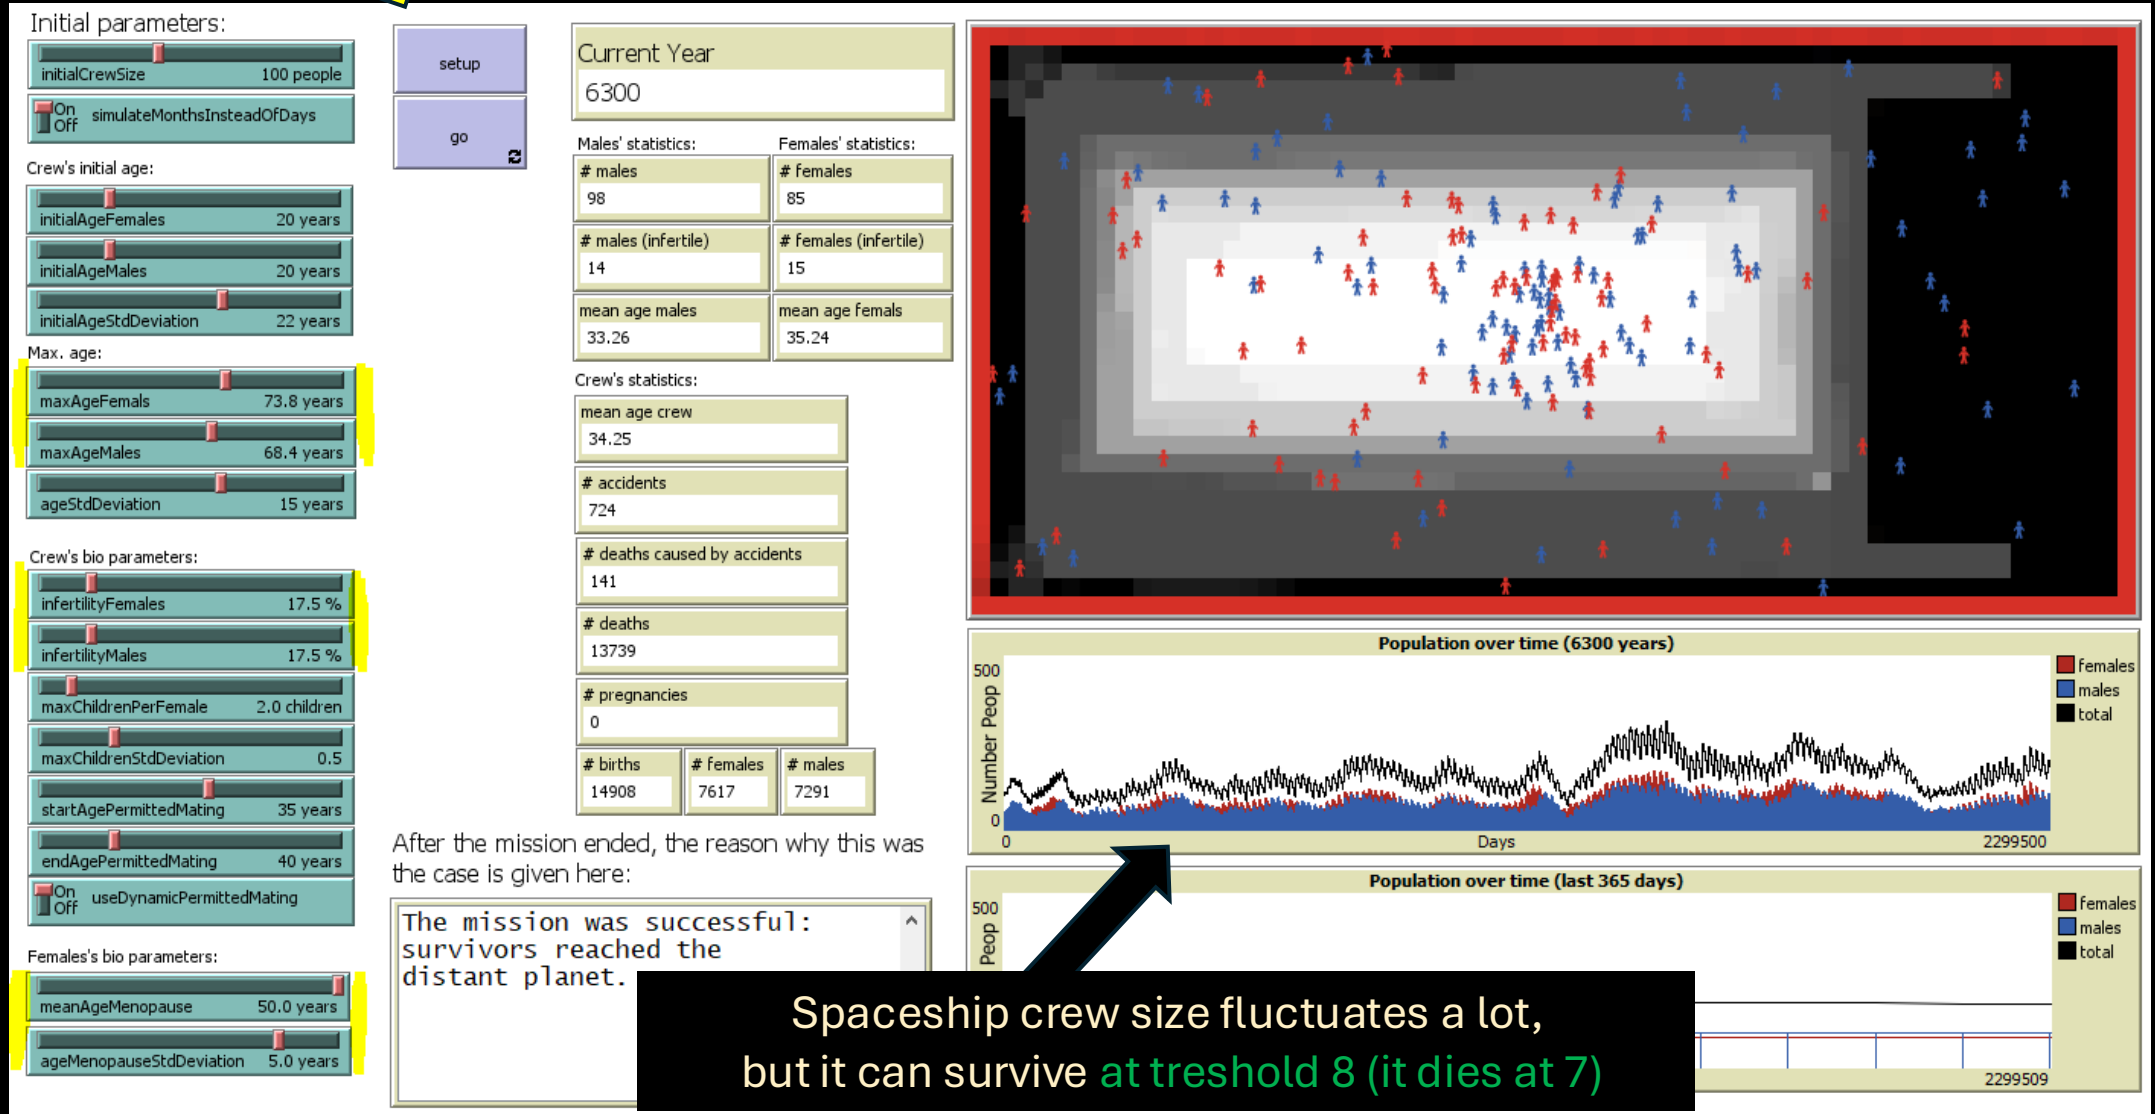 Initial parameters:
initialCrewSize 100 people
On
Off
simulateMonthsInsteadOfDays
Crew's initial age:
initialAgeFemales 20 years
initialAgeMales 20 years
initialAgeStdDeviation 22 years
Max. age:
maxAgeFemals 73.8 years
maxAgeMales 68.4 years
ageStdDeviation 15 years
Crew's bio parameters:
infertilityFemales 17.5 %
infertilityMales 17.5 %
maxChildrenPerFemale 2.0 children
maxChildrenStdDeviation 0.5
startAgePermittedMating 35 years
endAgePermittedMating 40 years
On
Off
useDynamicPermittedMating
Females's bio parameters:
meanAgeMenopause 50.0 years
ageMenopauseStdDeviation 5.0 years
setup
go
Current Year
6300
Males' statistics:
Females' statistics:
# males
98
# females
85
# males (infertile)
14
# females (infertile)
15
mean age males
33.26
mean age femals
35.24
Crew's statistics:
mean age crew
34.25
# accidents
724
# deaths caused by accidents
141
# deaths
13739
# pregnancies
0
# births
14908
# females
7617
# males
7291
After the mission ended, the reason why this was
the case is given here:
The mission was successful:
survivors reached the
distant planet.
Population over time (6300 years)
500
Number Peop
0
0
Days
2299500
females
males
total
Population over time (last 365 days)
500
Peop
females
males
total
2299509
Spaceship crew size fluctuates a lot,
but it can survive at treshold 8 (it dies at 7)